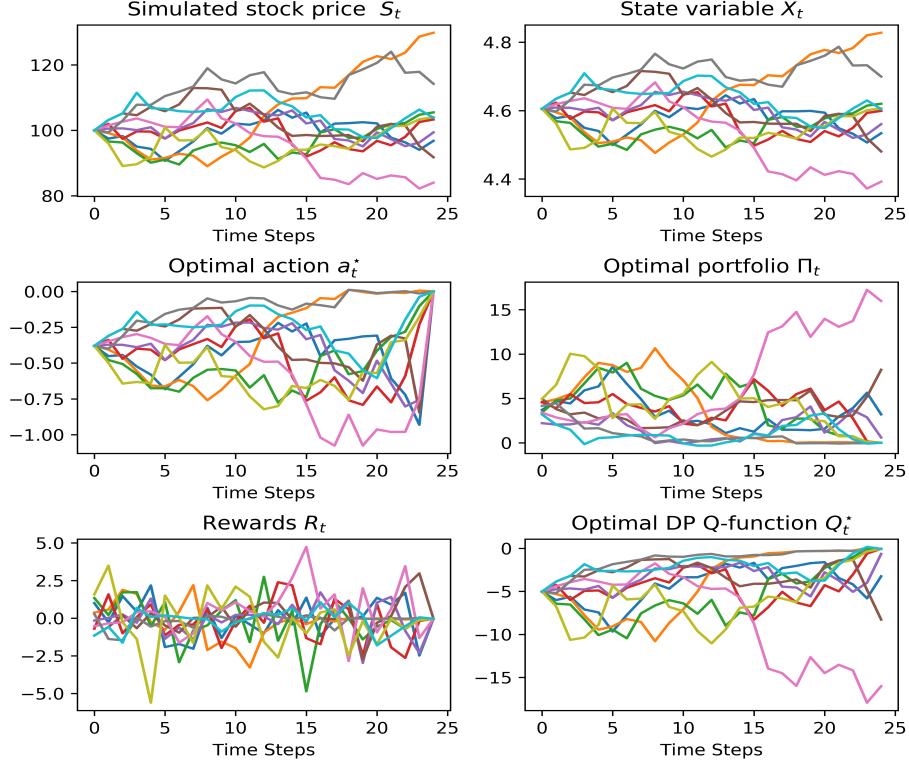 Simulated stock price S_t
120
100
80
0 5 10 15 20 25
Time Steps
State variable X_t
4.8
4.6
4.4
0 5 10 15 20 25
Time Steps
Optimal action a_t^⋆
0.00
−0.25
−0.50
−0.75
−1.00
0 5 10 15 20 25
Time Steps
Optimal portfolio Π_t
15
10
5
0
0 5 10 15 20 25
Time Steps
Rewards R_t
5.0
2.5
0.0
−2.5
−5.0
0 5 10 15 20 25
Time Steps
Optimal DP Q-function Q_t^⋆
0
−5
−10
−15
0 5 10 15 20 25
Time Steps